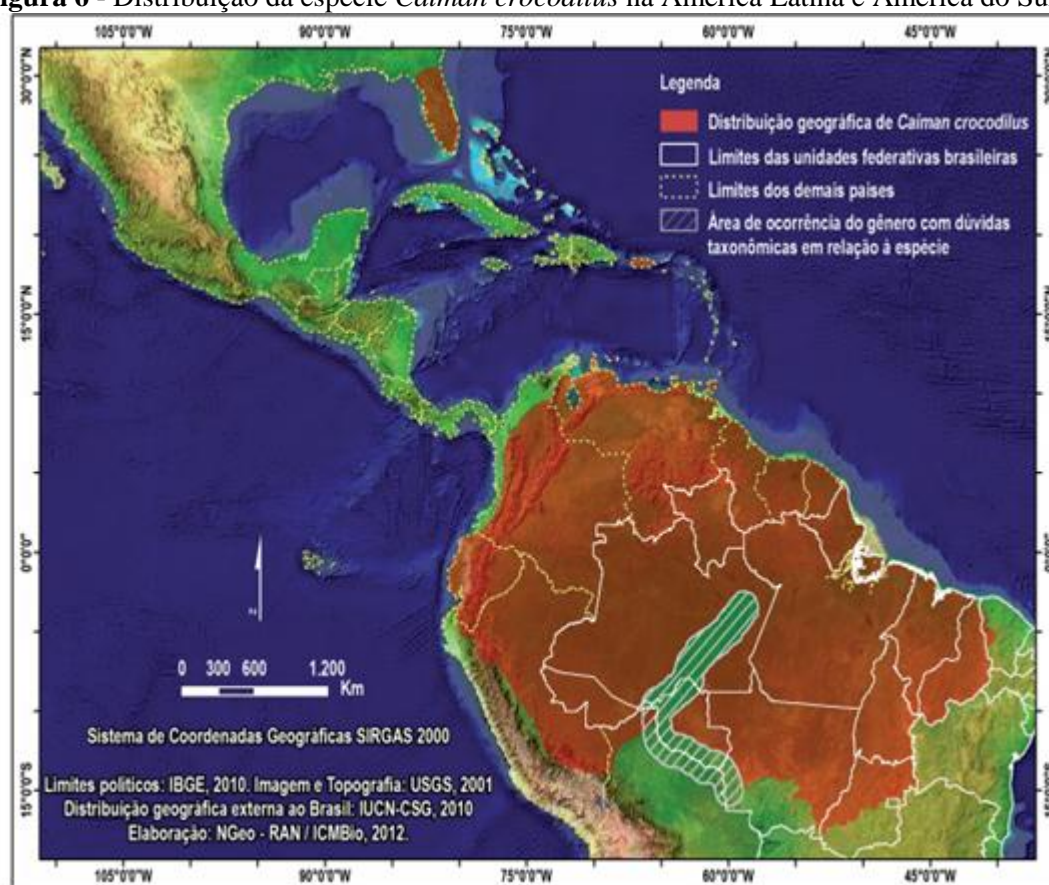 igura 6 - Distribuição da espécie Caiman crocodilus na América Latina e América do Su
105°0'0"W 90°0'0"W 75°0'0"W 60°0'0"W 45°0'0"W
30°0'0"N
15°0'0"N
0°0'0"
15°0'0"S
Legenda
Distribuição geográfica de Caiman crocodilus
Limites das unidades federativas brasileiras
Limites dos demais países
Área de ocorrência do gênero com dúvidas
taxonômicas em relação à espécie
0 300 600 1.200
Km
Sistema de Coordenadas Geográficas SIRGAS 2000
Limites políticos: IBGE, 2010. Imagem e Topografia: USGS, 2001
Distribuição geográfica externa ao Brasil: IUCN-CSG, 2010
Elaboração: NGeo - RAN / ICMBio, 2012.
105°0'0"W 90°0'0"W 75°0'0"W 60°0'0"W 45°0'0"W